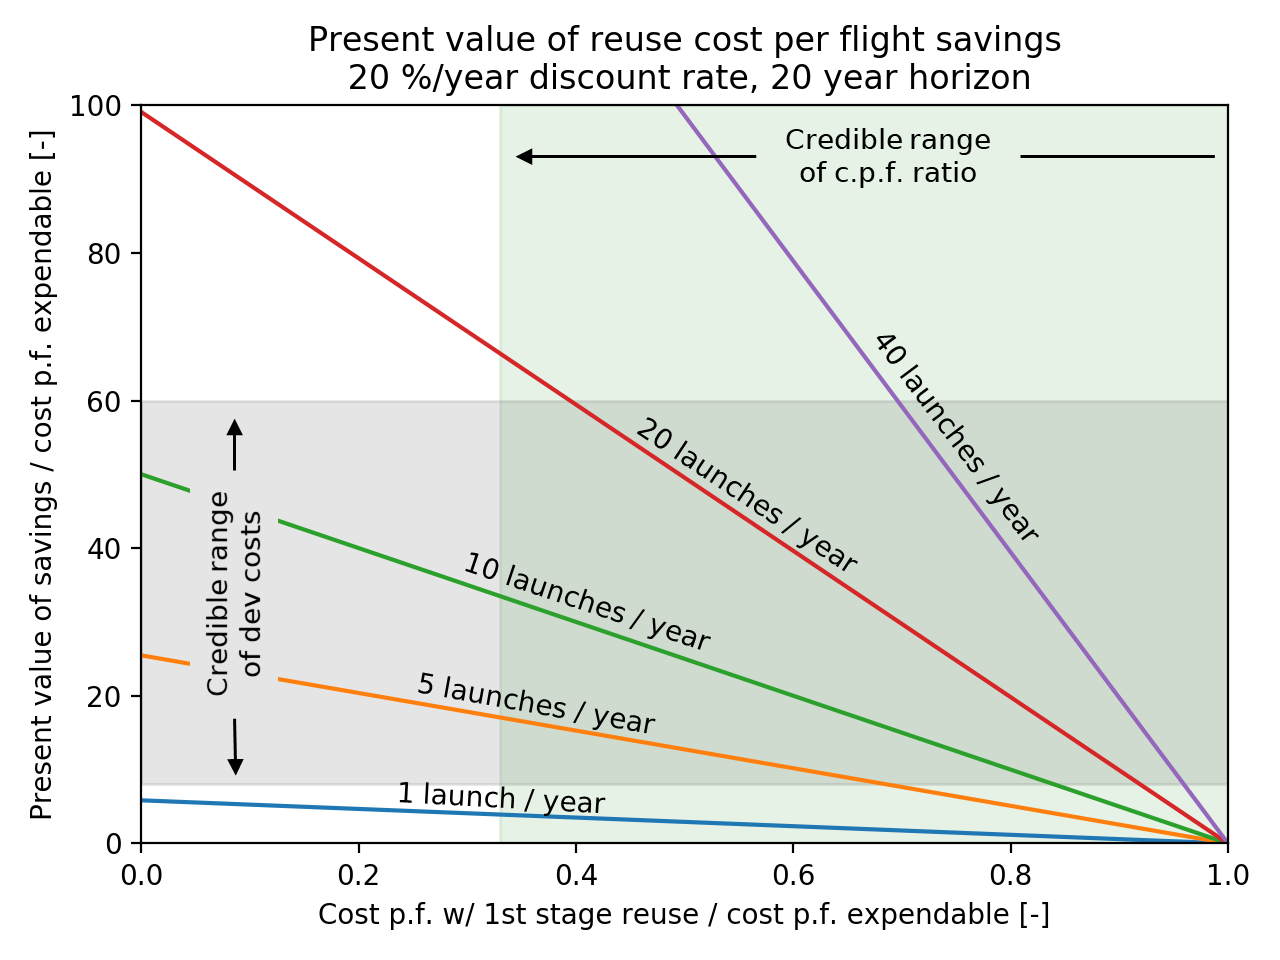 Present value of reuse cost per flight savings
20 %/year discount rate, 20 year horizon
Present value of savings / cost p.f. expendable [-]
100
80
60
40
20
0
Credible range
of c.p.f. ratio
40 launches / year
20 launches / year
Credible range
of dev costs
10 launches / year
5 launches / year
1 launch / year
0.0
0.2
0.4
0.6
0.8
1.0
Cost p.f. w/ 1st stage reuse / cost p.f. expendable [-]